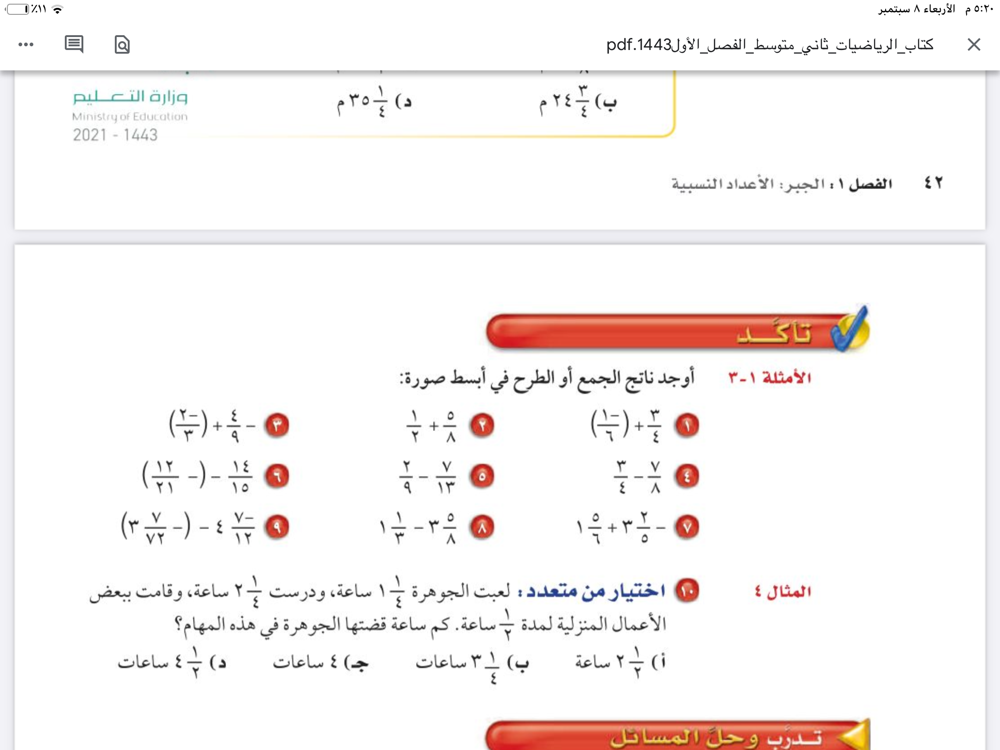 ٥:٢٠ م الأربعاء ٨ سبتمبر ٪١١
كتاب_الرياضيات_ثاني_متوسط_الفصل_الأول1443.pdf
ب) ٢٤ ٣/٤ م د) ٣٥ ١/٤ م
وزارة التعليم
Ministry of Education
2021 - 1443
٤٢ الفصل ١ : الجبر: الأعداد النسبية
تأكد
الأمثلة ١-٣ أوجد ناتج الجمع أو الطرح في أبسط صورة:
١ ٣/٤ + (-١/٦) ٢ ٥/٨ + ١/٢ ٣ - ٤/٩ + (-٢/٣)
٤ ٧/٨ - ٣/٤ ٥ ٧/١٣ - ٢/٩ ٦ ١٤/١٥ - (- ١٢/٢١)
٧ - ٣ ٢/٥ + ١ ٥/٦ ٨ ٣ ٥/٨ - ١ ١/٣ ٩ -٧/١٢ ٤ - (- ٣ ٧/٧٢)
المثال ٤ ١٠ اختيار من متعدد: لعبت الجوهرة ١ ١/٤ ساعة، ودرست ٢ ١/٤ ساعة، وقامت ببعض
الأعمال المنزلية لمدة ١/٢ ساعة. كم ساعة قضتها الجوهرة في هذه المهام؟
أ) ٢ ١/٢ ساعة ب) ٣ ١/٤ ساعات جـ) ٤ ساعات د) ٤ ١/٢ ساعات
تدرب وحل المسائل